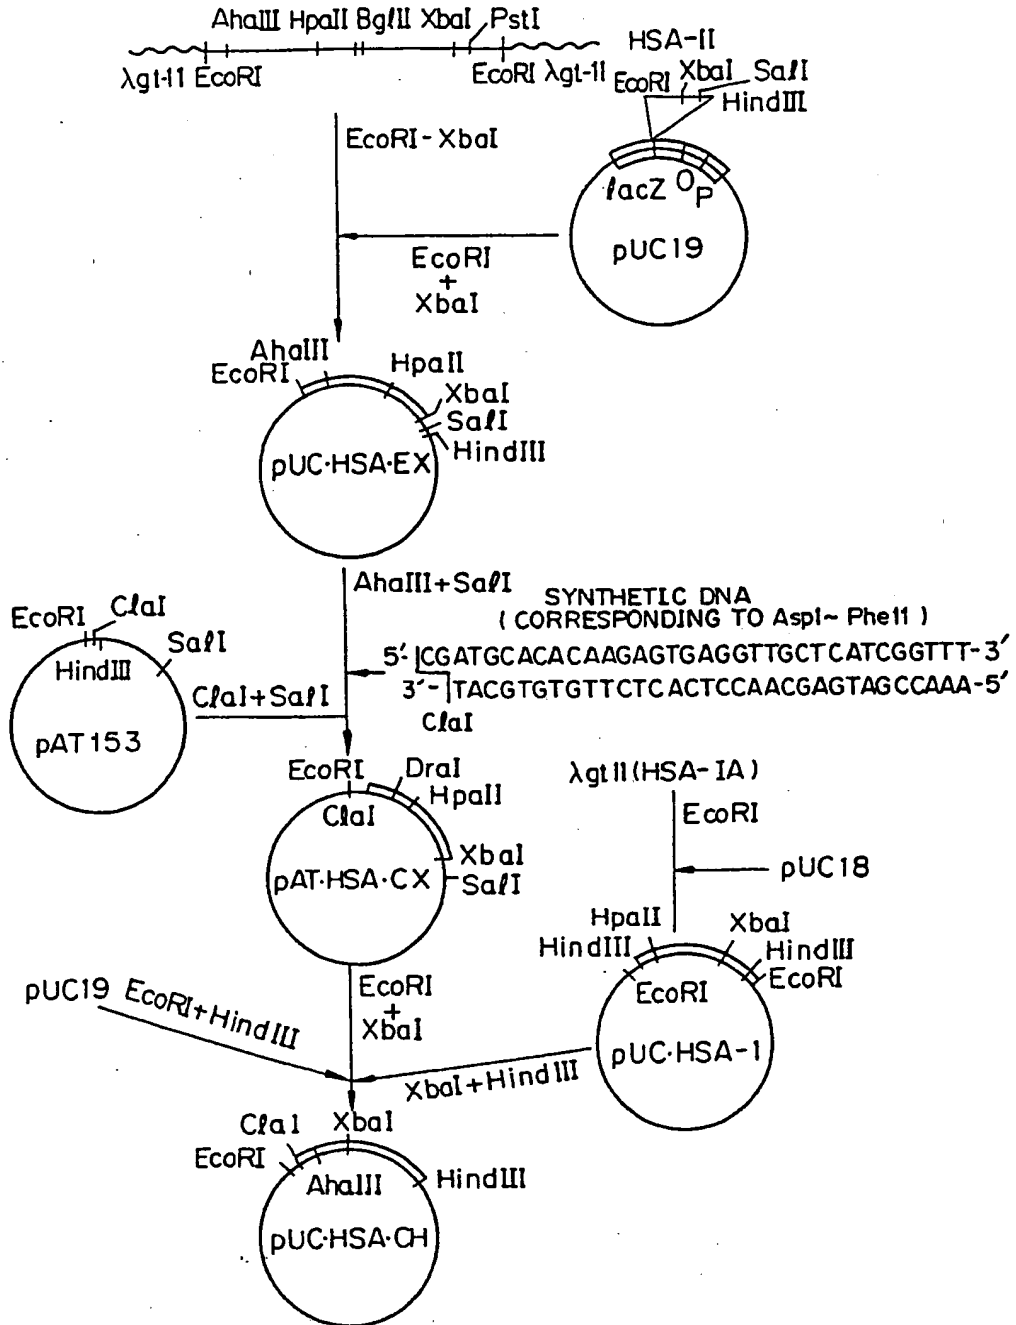 AhaIII HpaII BglII XbaI PstI
λgt-11 EcoRI EcoRI λgt-11
HSA-II
EcoRI XbaI SalI
HindIII
EcoRI-XbaI
lacZ O P
pUC19
EcoRI
+
XbaI
AhaIII
EcoRI
HpaII
XbaI
SalI
HindIII
pUC·HSA·EX
AhaIII+SalI
SYNTHETIC DNA
(CORRESPONDING TO Asp1~ Phe11)
5'-CGATGCACACAAGAGTGAGGTTGCTCATCGGTTT-3'
3'-TACGTGTGTTCTCACTCCAACGAGTAGCCAAA-5'
ClaI
EcoRI ClaI
HindIII
SalI
pAT153
ClaI+SalI
EcoRI
ClaI
DraI
HpaII
XbaI
SalI
pAT·HSA·CX
λgt11(HSA-IA)
EcoRI
pUC18
HpaII
HindIII
EcoRI
XbaI
HindIII
EcoRI
pUC·HSA-1
EcoRI
+
XbaI
pUC19 EcoRI+HindIII
XbaI+HindIII
ClaI
EcoRI
XbaI
AhaIII
HindIII
pUC·HSA·CH